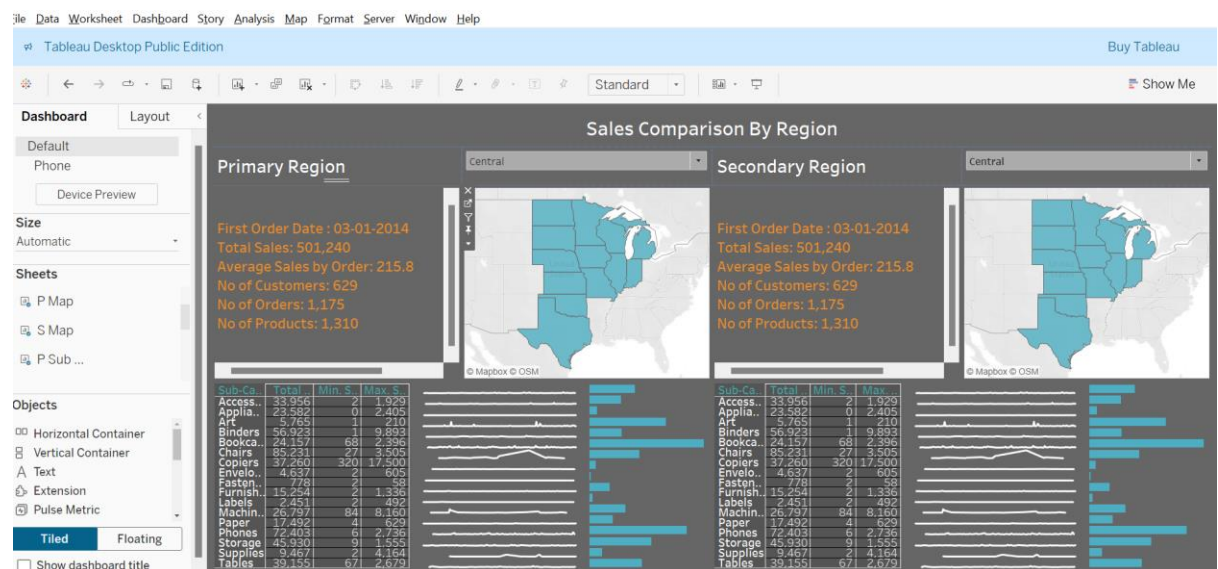 File Data Worksheet Dashboard Story Analysis Map Format Server Window Help
Tableau Desktop Public Edition Buy Tableau
Standard Show Me
Dashboard Layout
Default
Phone
Device Preview
Size
Automatic
Sheets
P Map
S Map
P Sub ...
Objects
Horizontal Container
Vertical Container
Text
Extension
Pulse Metric
Tiled Floating
Show dashboard title
Sales Comparison By Region
Primary Region Central
First Order Date : 03-01-2014
Total Sales: 501,240
Average Sales by Order: 215.8
No of Customers: 629
No of Orders: 1,175
No of Products: 1,310
© Mapbox © OSM
Sub-Ca.. Total .. Min. S.. Max. S..
Access.. 33,956 2 1,929
Applia.. 23,582 0 2,405
Art 5,765 1 210
Binders 56,923 1 9,893
Bookca.. 24,157 68 2,396
Chairs 85,231 27 3,505
Copiers 37,260 320 17,500
Envelo.. 4,637 2 605
Fasten.. 778 2 58
Furnish.. 15,254 2 1,336
Labels 2,451 2 492
Machin.. 26,797 84 8,160
Paper 17,492 4 629
Phones 72,403 6 2,736
Storage 45,930 9 1,555
Supplies 9,467 2 4,164
Tables 39,155 67 2,679
Secondary Region Central
First Order Date : 03-01-2014
Total Sales: 501,240
Average Sales by Order: 215.8
No of Customers: 629
No of Orders: 1,175
No of Products: 1,310
© Mapbox © OSM
Sub-Ca.. Total .. Min. S.. Max. ..
Access.. 33,956 2 1,929
Applia.. 23,582 0 2,405
Art 5,765 1 210
Binders 56,923 1 9,893
Bookca.. 24,157 68 2,396
Chairs 85,231 27 3,505
Copiers 37,260 320 17,500
Envelo.. 4,637 2 605
Fasten.. 778 2 58
Furnish.. 15,254 2 1,336
Labels 2,451 2 492
Machin.. 26,797 84 8,160
Paper 17,492 4 629
Phones 72,403 6 2,736
Storage 45,930 9 1,555
Supplies 9,467 2 4,164
Tables 39,155 67 2,679